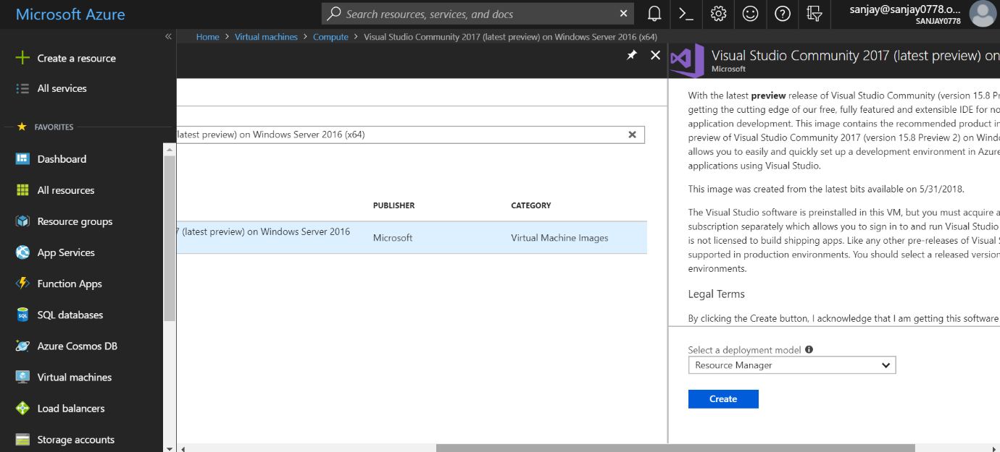 Microsoft Azure
Search resources, services, and docs
sanjay@sanjay0778.o...
SANJAY0778
Home > Virtual machines > Compute > Visual Studio Community 2017 (latest preview) on Windows Server 2016 (x64)
Create a resource
All services
FAVORITES
Dashboard
All resources
Resource groups
App Services
Function Apps
SQL databases
Azure Cosmos DB
Virtual machines
Load balancers
Storage accounts
latest preview) on Windows Server 2016 (x64)
PUBLISHER
CATEGORY
7 (latest preview) on Windows Server 2016
Microsoft
Virtual Machine Images
Visual Studio Community 2017 (latest preview) on
Microsoft
With the latest preview release of Visual Studio Community (version 15.8 Pr
getting the cutting edge of our free, fully featured and extensible IDE for no
application development. This image contains the recommended product in
preview of Visual Studio Community 2017 (version 15.8 Preview 2) on Windo
allows you to easily and quickly set up a development environment in Azure
applications using Visual Studio.
This image was created from the latest bits available on 5/31/2018.
The Visual Studio software is preinstalled in this VM, but you must acquire a
subscription separately which allows you to sign in to and run Visual Studio
is not licensed to build shipping apps. Like any other pre-releases of Visual S
supported in production environments. You should select a released version
environments.
Legal Terms
By clicking the Create button, I acknowledge that I am getting this software
Select a deployment model
Resource Manager
Create